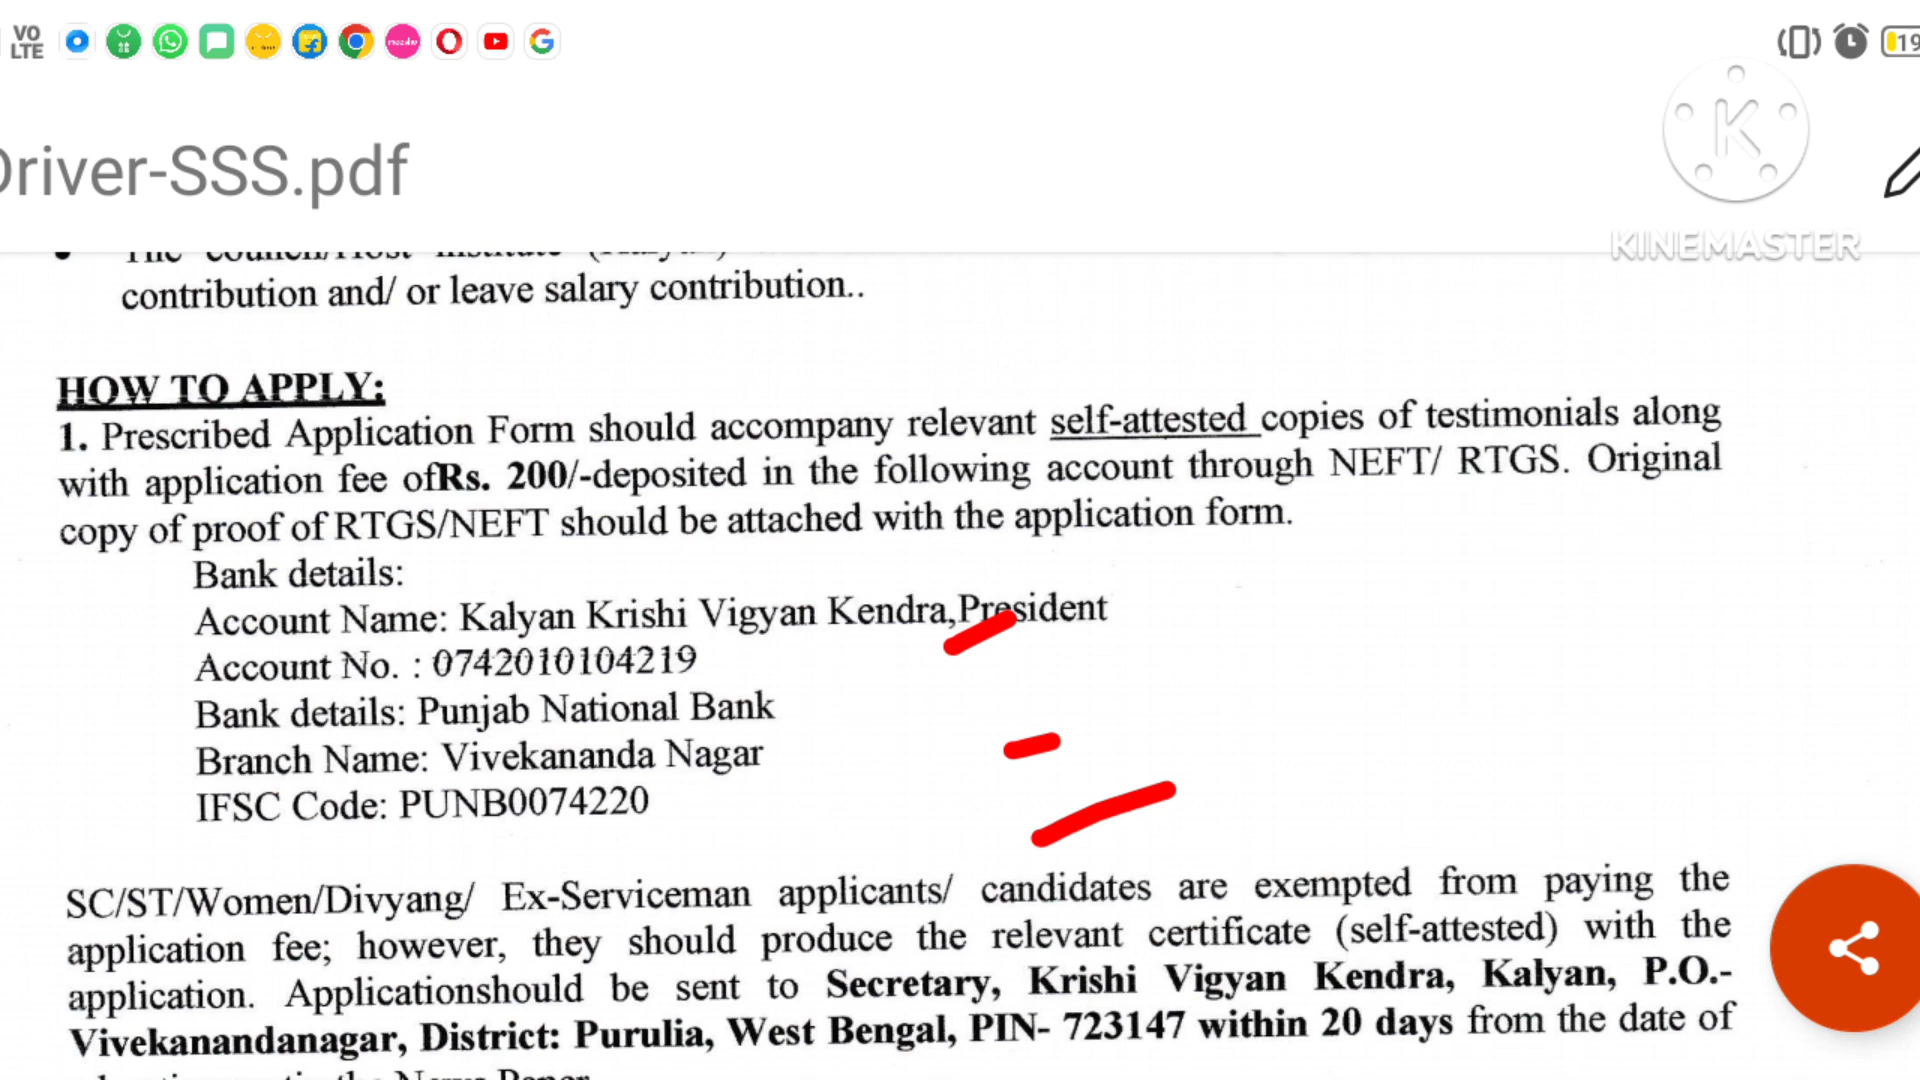 VO
LTE
19
Driver-SSS.pdf
KINEMASTER
contribution and/ or leave salary contribution..
HOW TO APPLY:
1. Prescribed Application Form should accompany relevant self-attested copies of testimonials along
with application fee ofRs. 200/-deposited in the following account through NEFT/ RTGS. Original
copy of proof of RTGS/NEFT should be attached with the application form.
Bank details:
Account Name: Kalyan Krishi Vigyan Kendra,President
Account No. : 0742010104219
Bank details: Punjab National Bank
Branch Name: Vivekananda Nagar
IFSC Code: PUNB0074220
SC/ST/Women/Divyang/ Ex-Serviceman applicants/ candidates are exempted from paying the
application fee; however, they should produce the relevant certificate (self-attested) with the
application. Applicationshould be sent to Secretary, Krishi Vigyan Kendra, Kalyan, P.O.-
Vivekanandanagar, District: Purulia, West Bengal, PIN- 723147 within 20 days from the date of